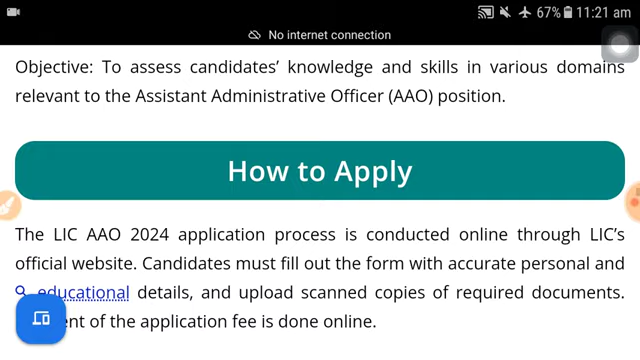 67% 11:21 am
No internet connection
Objective: To assess candidates’ knowledge and skills in various domains
relevant to the Assistant Administrative Officer (AAO) position.
How to Apply
The LIC AAO 2024 application process is conducted online through LIC’s
official website. Candidates must fill out the form with accurate personal and
educational details, and upload scanned copies of required documents.
of the application fee is done online.